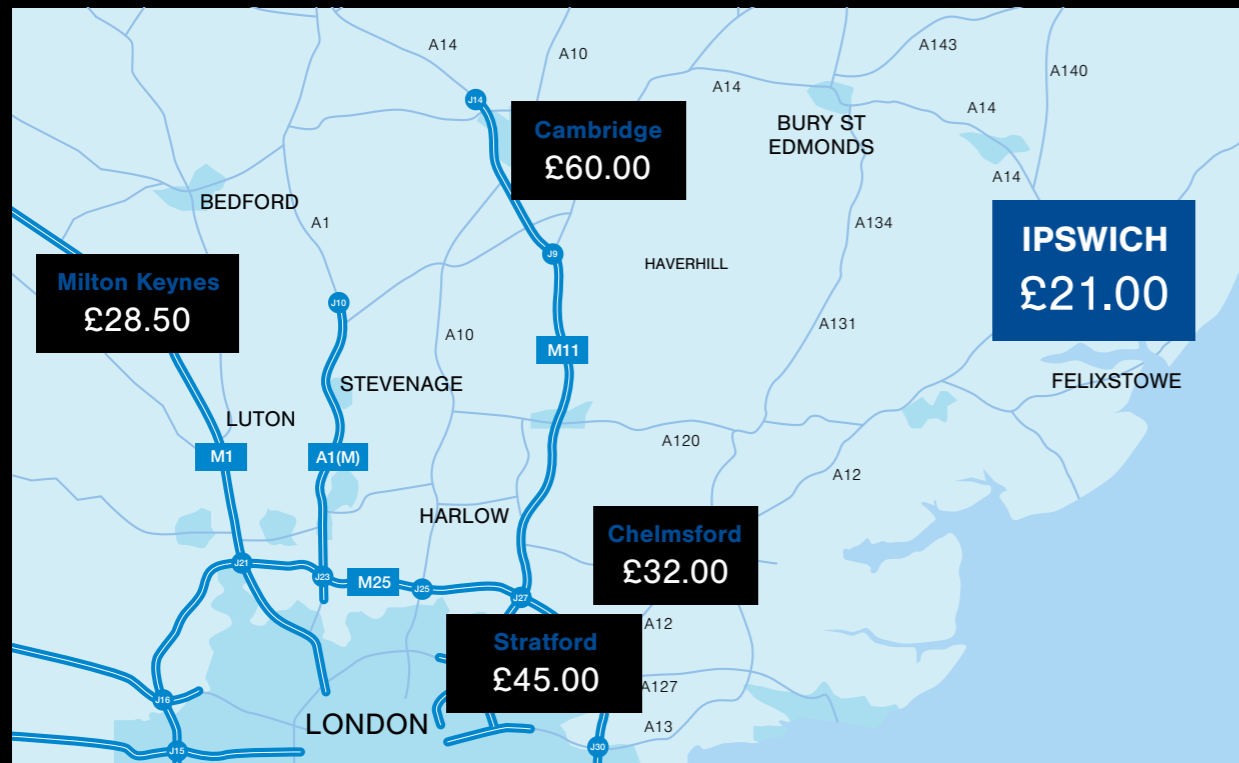 A14
A10
A143
A140
A14
J14
A14
Cambridge
£60.00
BURY ST
EDMONDS
A14
BEDFORD
A1
A134
IPSWICH
£21.00
J9
HAVERHILL
Milton Keynes
£28.50
J10
A10
A131
M11
STEVENAGE
FELIXSTOWE
LUTON
M1
A1(M)
A120
A12
HARLOW
Chelmsford
£32.00
J21
J23
M25
J25
J27
Stratford
£45.00
A12
A127
J16
LONDON
A13
J15
J30